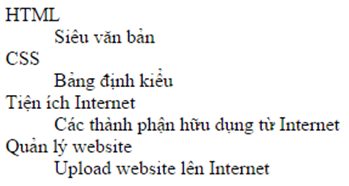 HTML
Siêu văn bản
CSS
Bảng định kiểu
Tiện ích Internet
Các thành phận hữu dụng từ Internet
Quản lý website
Upload website lên Internet